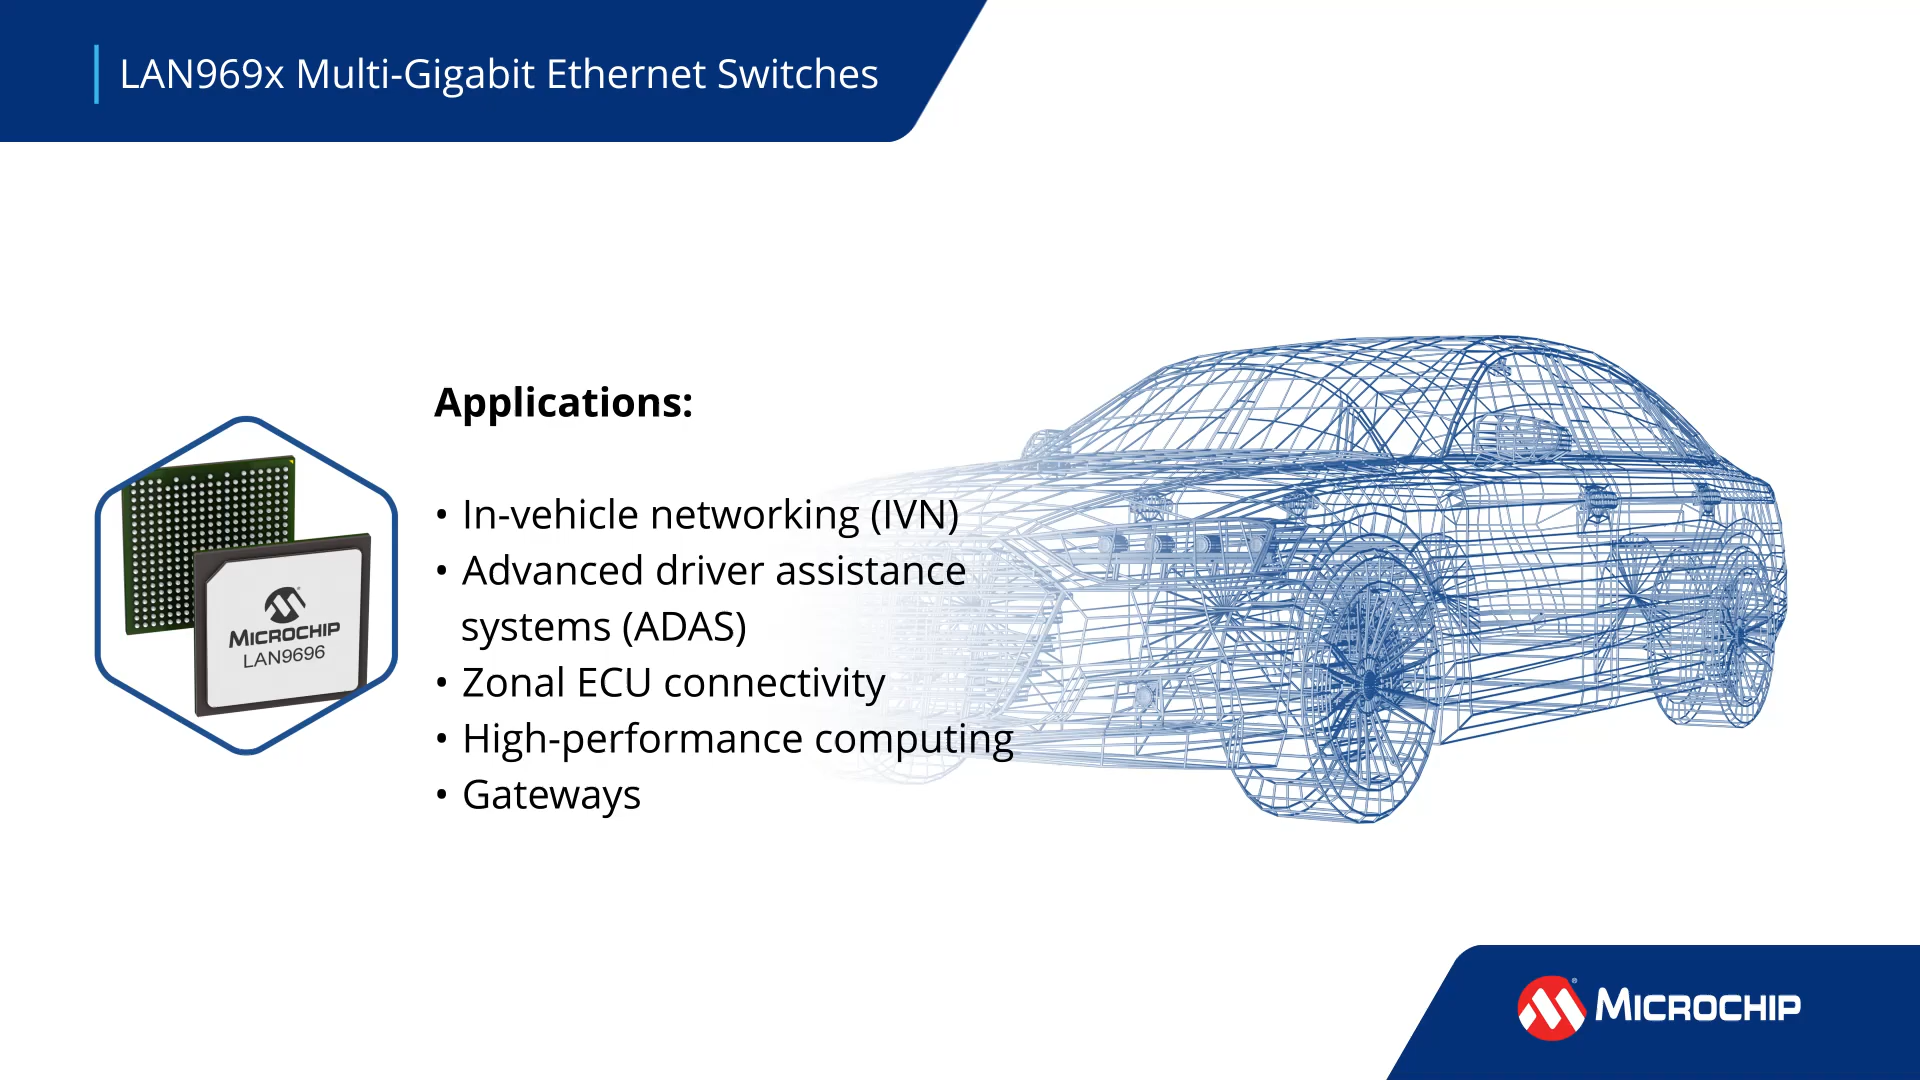 LAN969x Multi-Gigabit Ethernet Switches
Applications:
• In-vehicle networking (IVN)
• Advanced driver assistance
systems (ADAS)
• Zonal ECU connectivity
• High-performance computing
• Gateways
MICROCHIP
LAN9696
MICROCHIP